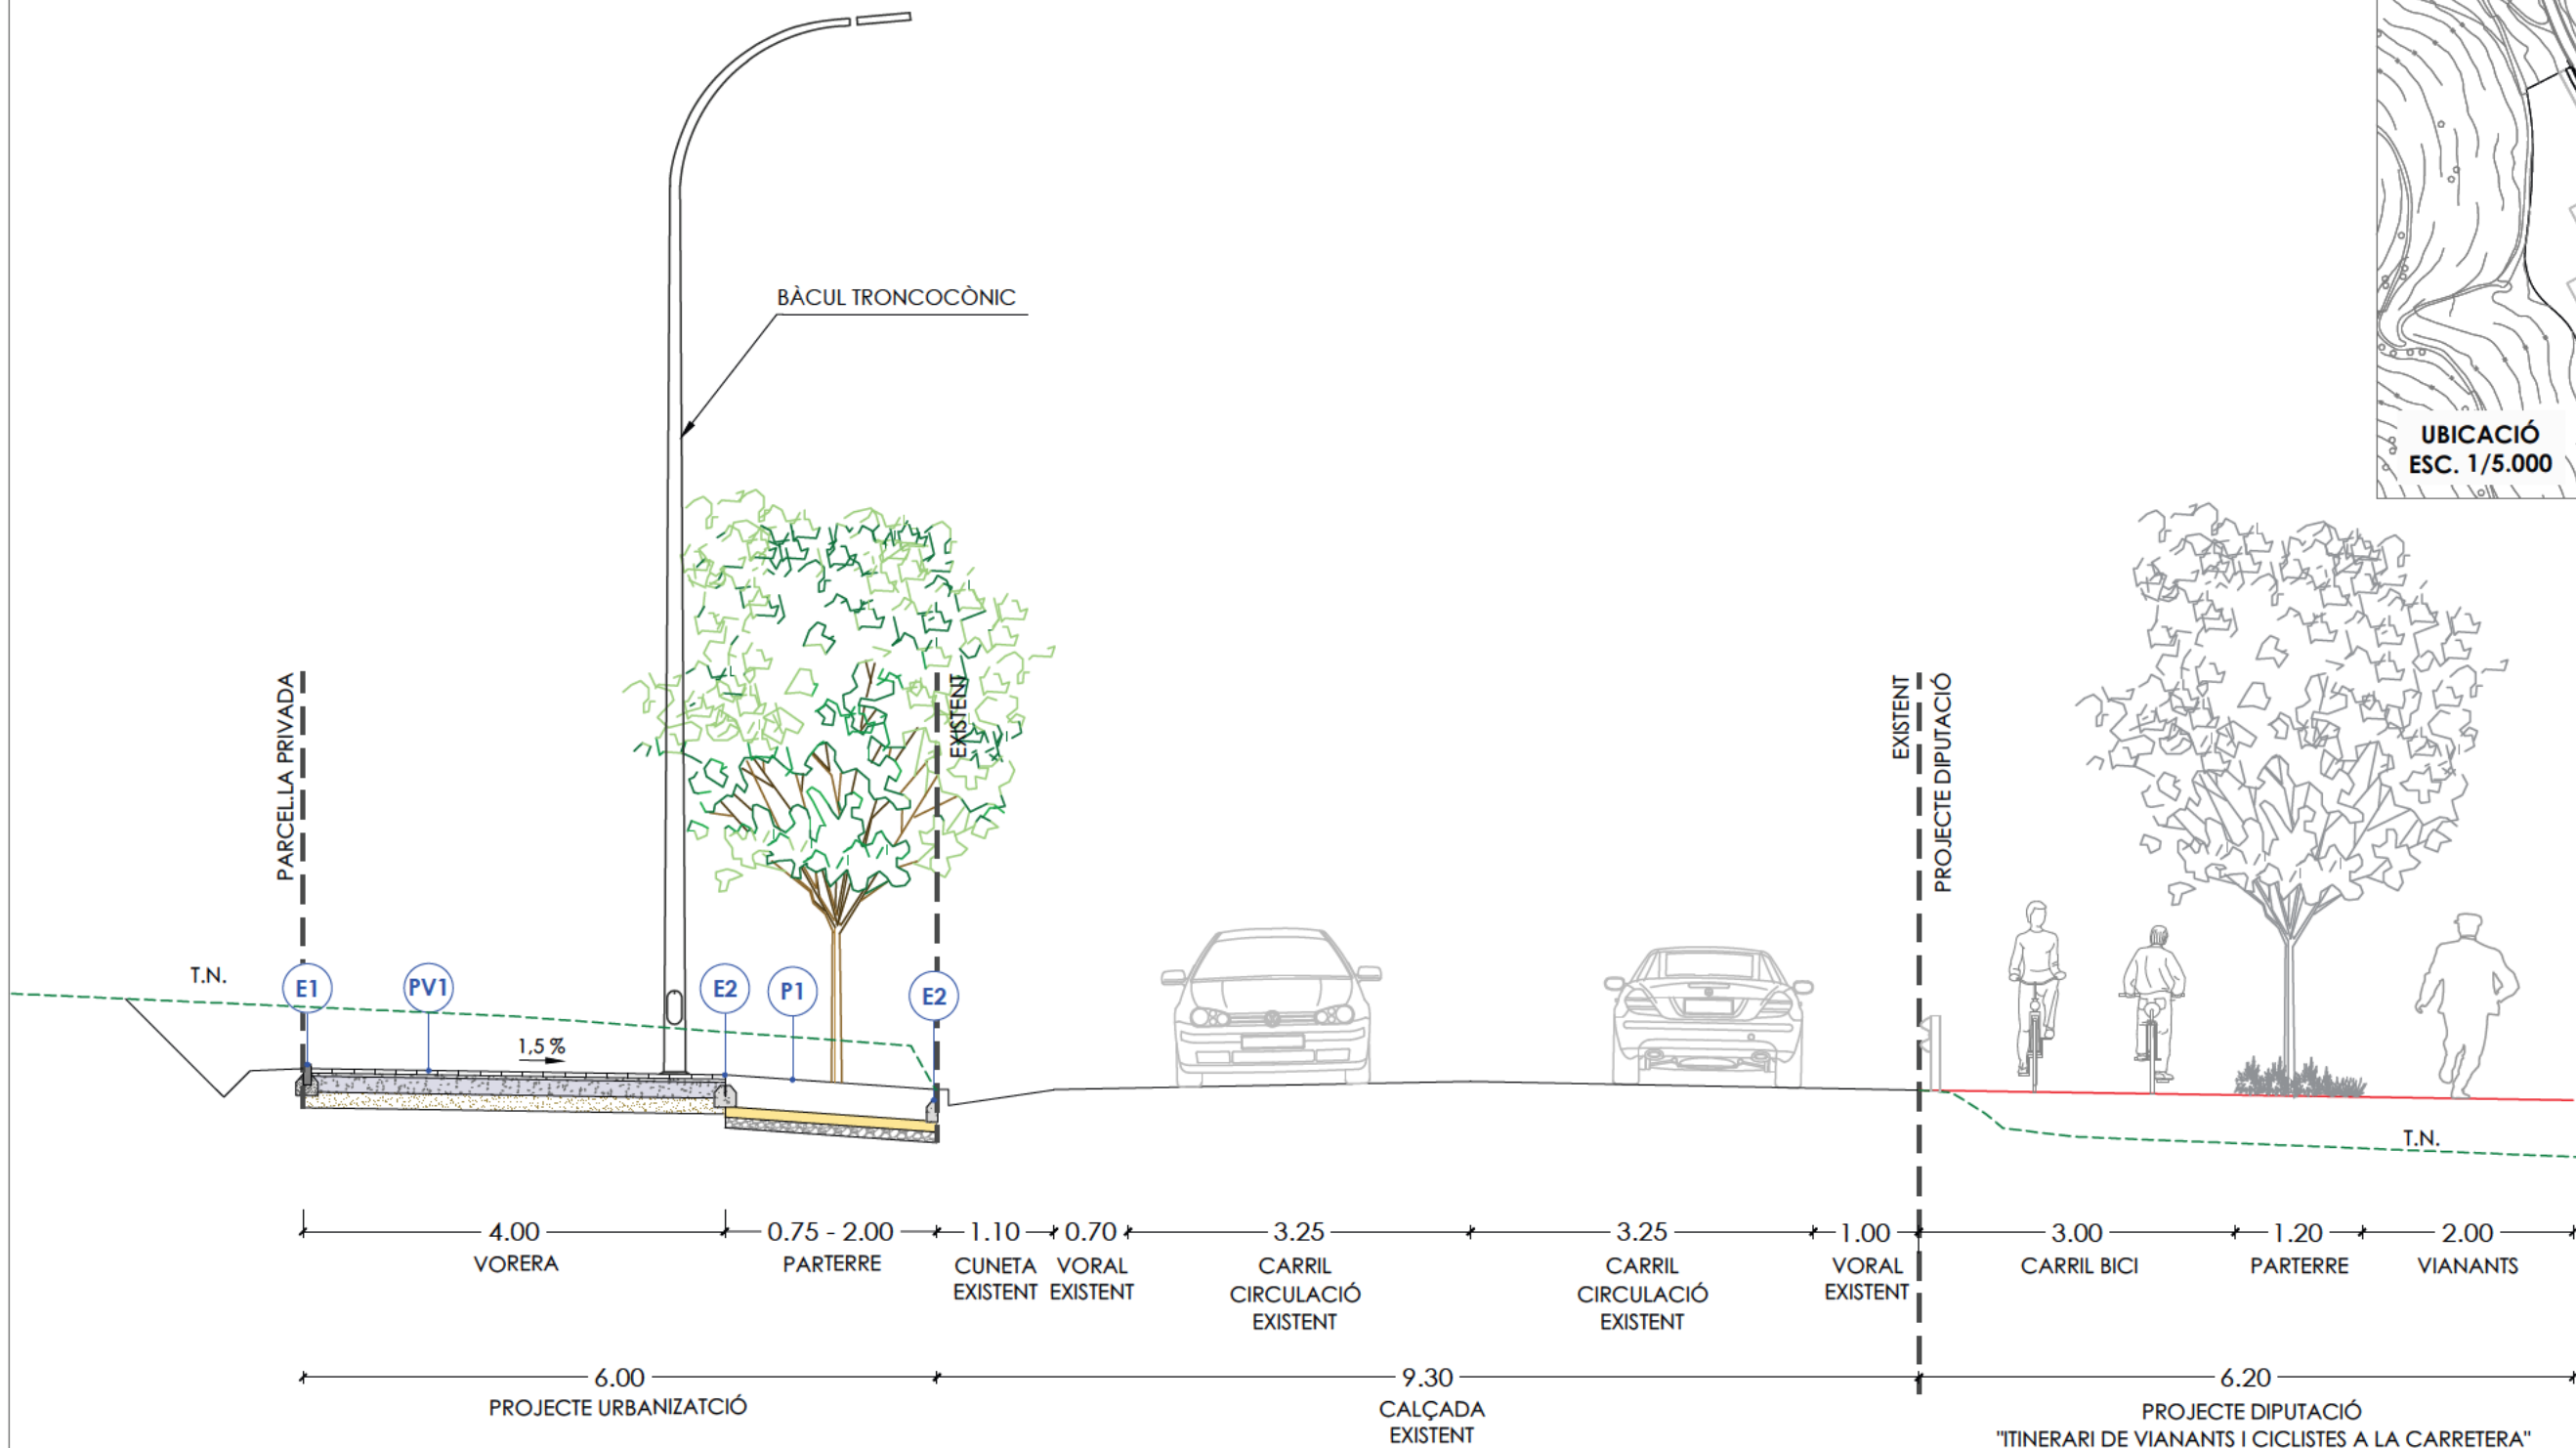 BÀCUL TRONCOCÒNIC
UBICACIÓ
ESC. 1/5.000
PARCEL.LA PRIVADA
EXISTENT
EXISTENT
PROJECTE DIPUTACIÓ
T.N.
E1
PV1
E2
P1
E2
1,5 %
T.N.
4.00
0.75 - 2.00
1.10
0.70
3.25
3.25
1.00
3.00
1.20
2.00
VORERA
PARTERRE
CUNETA
EXISTENT
VORAL
EXISTENT
CARRIL
CIRCULACIÓ
EXISTENT
CARRIL
CIRCULACIÓ
EXISTENT
VORAL
EXISTENT
CARRIL BICI
PARTERRE
VIANANTS
6.00
9.30
6.20
PROJECTE URBANIZATCIÓ
CALÇADA
EXISTENT
PROJECTE DIPUTACIÓ
"ITINERARI DE VIANANTS I CICLISTES A LA CARRETERA"